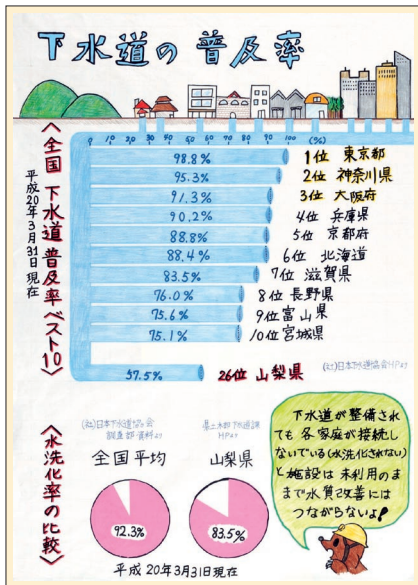 下水道の普及率
〈全国 下水道普及率ベスト10〉
平成20年3月31日現在
0 10 20 30 40 50 60 70 80 90 100 (%)
98.8% 1位 東京都
95.3% 2位 神奈川県
91.3% 3位 大阪府
90.2% 4位 兵庫県
88.8% 5位 京都府
88.4% 6位 北海道
83.5% 7位 滋賀県
76.0% 8位 長野県
75.6% 9位 富山県
75.1% 10位 宮城県
57.5% 26位 山梨県
(社)日本下水道協会HPより
〈水洗化率の比較〉
(社)日本下水道協会
調査部・資料より
全国平均
92.3%
県土木部下水道課
HPより
山梨県
83.5%
平成20年3月31日現在
下水道が整備され
ても各家庭が接続し
ないでいる(水洗化されない)
と施設は未利用のま
まで水質改善には
つながらないよ!